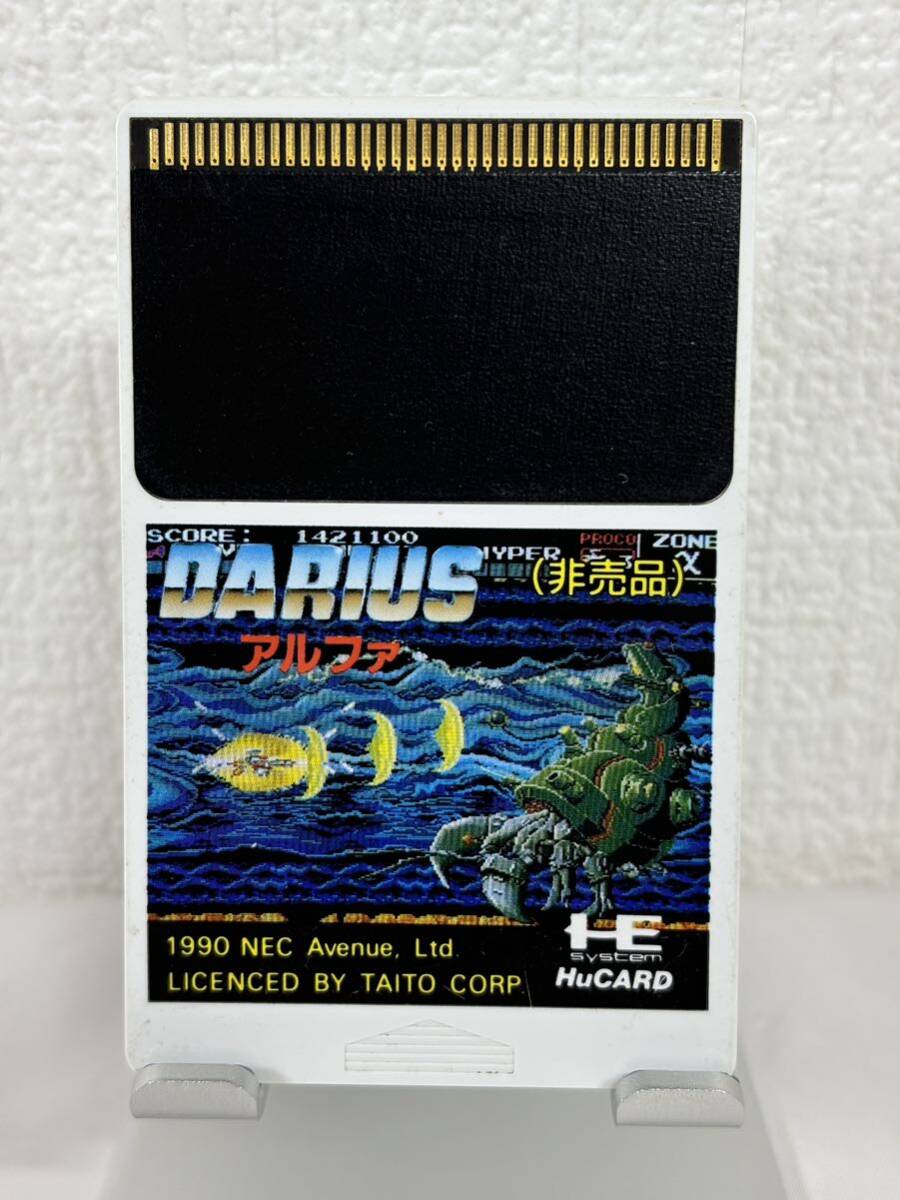 SCORE: 1421100
HYPER
PROCO
ZONE
α
DARIUS
(非売品)
アルファ
1990 NEC Avenue, Ltd.
LICENCED BY TAITO CORP.
HE
system
HuCARD